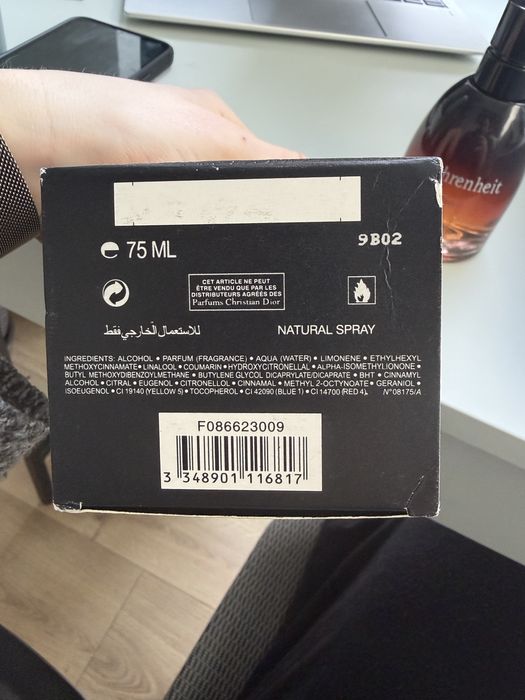 hrenheit
℮ 75 ML
9B02
CET ARTICLE NE PEUT
ÊTRE VENDU QUE PAR LES
DISTRIBUTEURS AGRÉÉS DES
Parfums Christian Dior
للاستعمال الخارجي فقط
NATURAL SPRAY
INGREDIENTS: ALCOHOL • PARFUM (FRAGRANCE) • AQUA (WATER) • LIMONENE • ETHYLHEXYL
METHOXYCINNAMATE • LINALOOL • COUMARIN • HYDROXYCITRONELLAL • ALPHA-ISOMETHYL IONONE •
BUTYL METHOXYDIBENZOYLMETHANE • BUTYLENE GLYCOL DICAPRYLATE/DICAPRATE • BHT • CINNAMYL
ALCOHOL • CITRAL • EUGENOL • CITRONELLOL • CINNAMAL • METHYL 2-OCTYNOATE • GERANIOL •
ISOEUGENOL • CI 19140 (YELLOW 5) • TOCOPHEROL • CI 42090 (BLUE 1) • CI 14700 (RED 4). N° 08175/A
F086623009
3 348901 116817